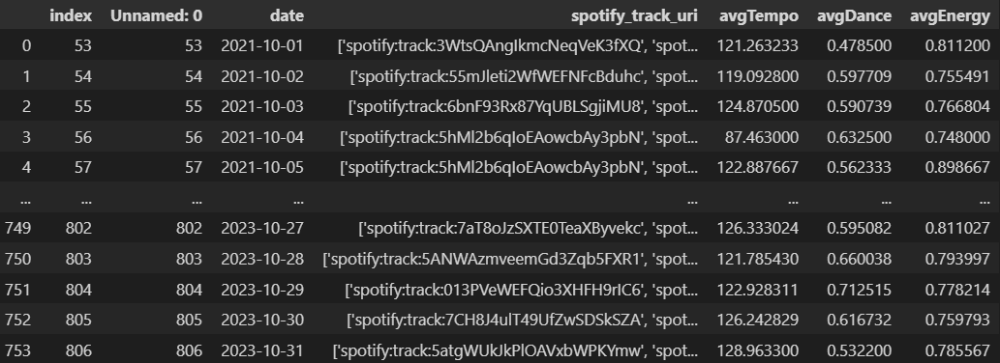 index Unnamed: 0 date spotify_track_uri avgTempo avgDance avgEnergy
0 53 53 2021-10-01 ['spotify:track:3WtsQAngIkmcNeqVeK3fXQ', 'spot... 121.263233 0.478500 0.811200
1 54 54 2021-10-02 ['spotify:track:55mJleti2WfWEFNFcBduhc', 'spot... 119.092800 0.597709 0.755491
2 55 55 2021-10-03 ['spotify:track:6bnF93Rx87YqUBLSgjiMU8', 'spot... 124.870500 0.590739 0.766804
3 56 56 2021-10-04 ['spotify:track:5hMl2b6qIoEAowcbAy3pbN', 'spot... 87.463000 0.632500 0.748000
4 57 57 2021-10-05 ['spotify:track:5hMl2b6qIoEAowcbAy3pbN', 'spot... 122.887667 0.562333 0.898667
... ... ... ... ... ... ... ...
749 802 802 2023-10-27 ['spotify:track:7aT8oJzSXTE0TeaXByvekc', 'spot... 126.333024 0.595082 0.811027
750 803 803 2023-10-28 ['spotify:track:5ANWAzmveemGd3Zqb5FXR1', 'spot... 121.785430 0.660038 0.793997
751 804 804 2023-10-29 ['spotify:track:013PVeWEFQio3XHFH9rIC6', 'spot... 122.928311 0.712515 0.778214
752 805 805 2023-10-30 ['spotify:track:7CH8J4ulT49UfZwSDSkSZA', 'spot... 126.242829 0.616732 0.759793
753 806 806 2023-10-31 ['spotify:track:5atgWUkJkPlOAVxbWPKYmw', 'spot... 128.963300 0.532200 0.785567